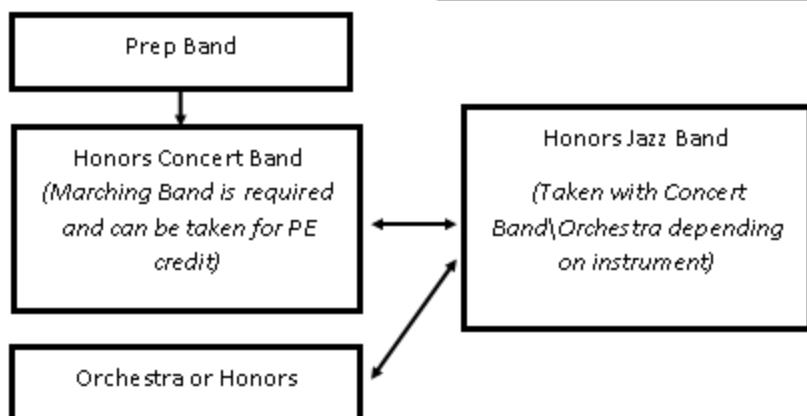 Prep Band
Honors Concert Band
(Marching Band is required
and can be taken for PE
credit)
Honors Jazz Band
(Taken with Concert
Band\Orchestra depending
on instrument)
Orchestra or Honors